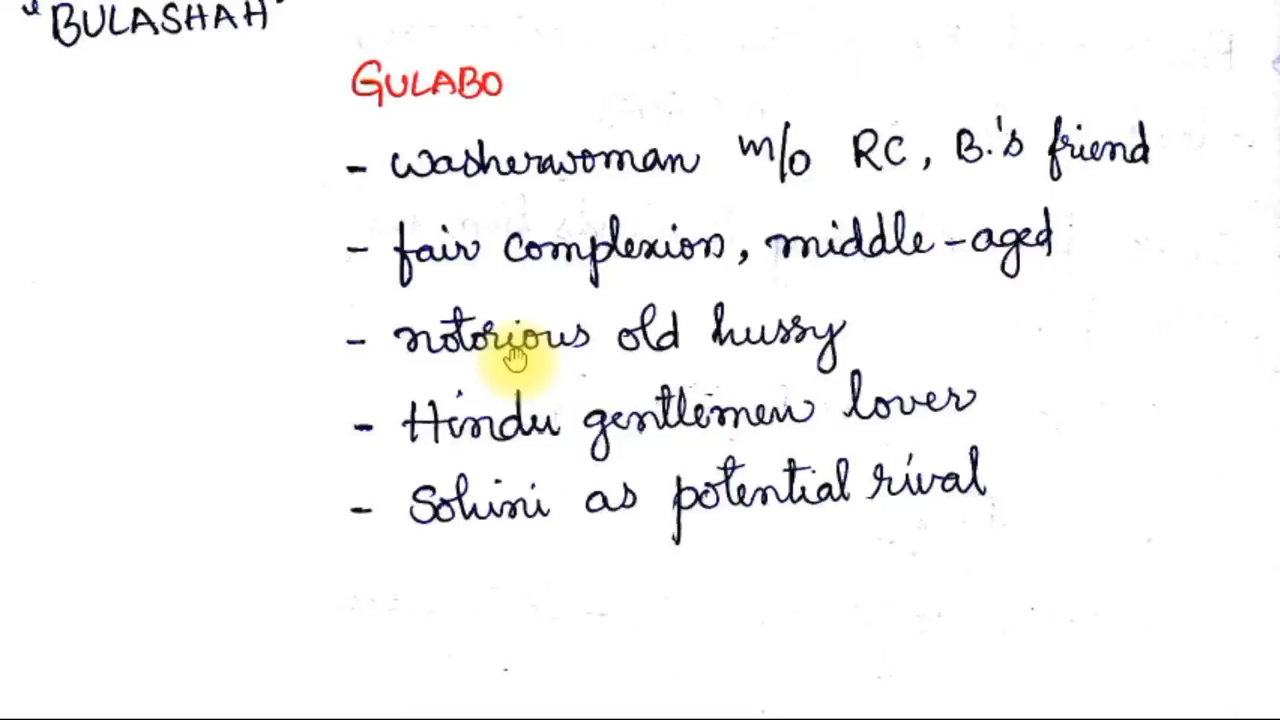 "BULASHAH"
GULABO
- washerwoman m/o RC, B.'s friend
- fair complexion, middle-aged
- notorious old hussy
- Hindu gentlemen lover
- Sohini as potential rival